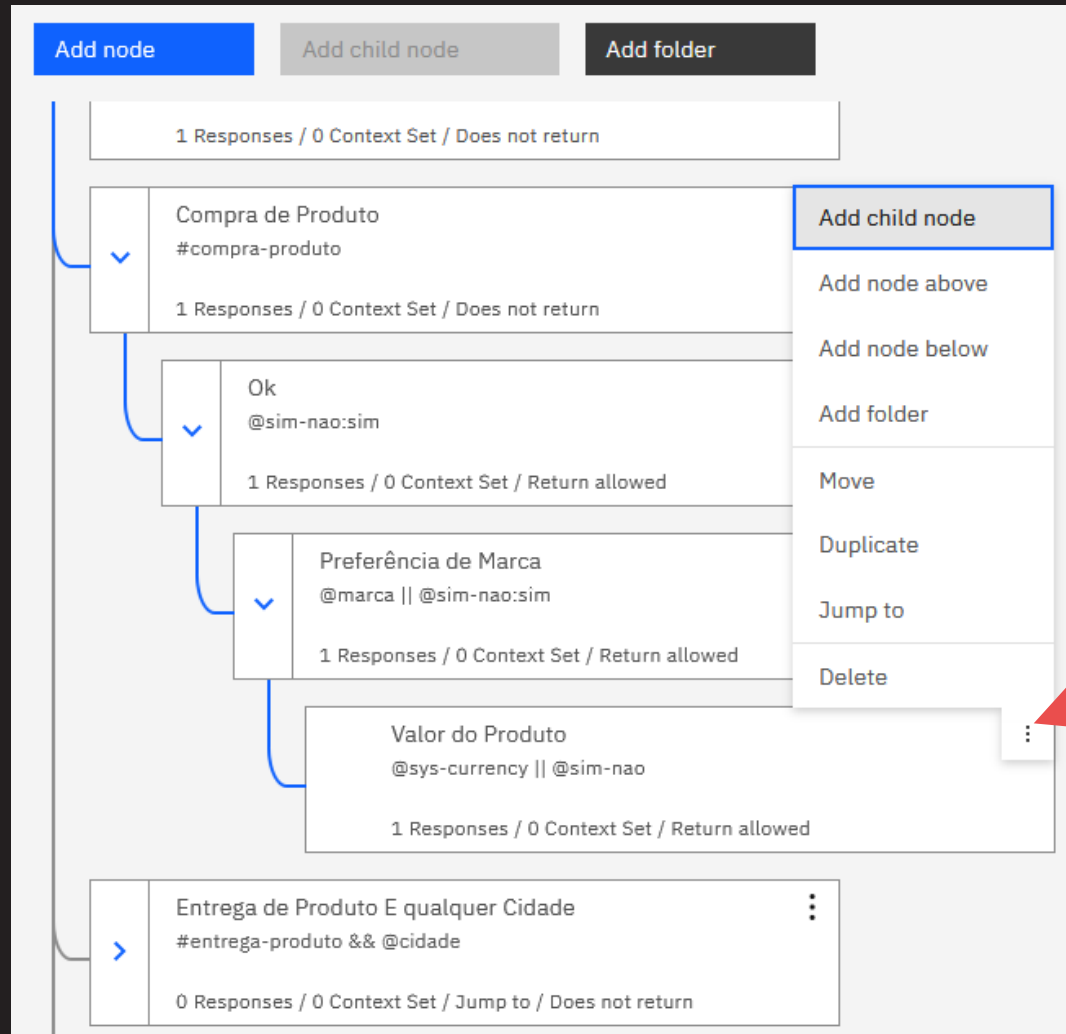 Add node
Add child node
Add folder
1 Responses / 0 Context Set / Does not return
Compra de Produto
#compra-produto
1 Responses / 0 Context Set / Does not return
Ok
@sim-nao:sim
1 Responses / 0 Context Set / Return allowed
Preferência de Marca
@marca || @sim-nao:sim
1 Responses / 0 Context Set / Return allowed
Valor do Produto
@sys-currency || @sim-nao
1 Responses / 0 Context Set / Return allowed
Entrega de Produto E qualquer Cidade
#entrega-produto && @cidade
0 Responses / 0 Context Set / Jump to / Does not return
Add child node
Add node above
Add node below
Add folder
Move
Duplicate
Jump to
Delete